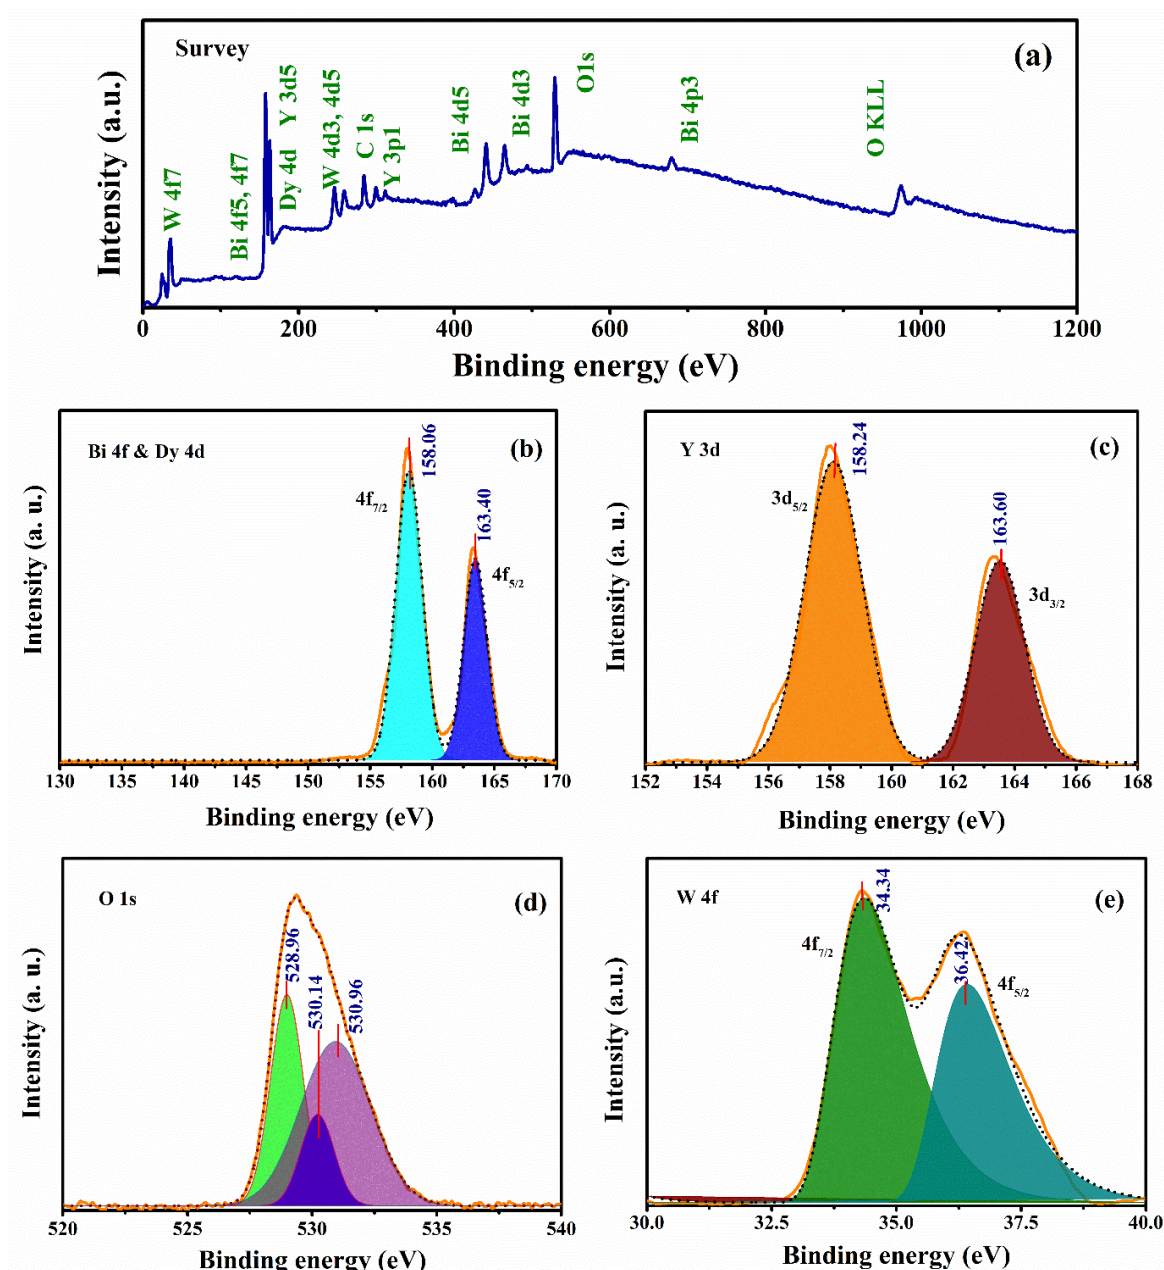 Survey
(a)
W 4f7
Bi 4f5, 4f7
Dy 4d
Y 3d5
W 4d3, 4d5
C 1s
Y 3p1
Bi 4d5
Bi 4d3
O1s
Bi 4p3
O KLL
Intensity (a.u.)
0 200 400 600 800 1000 1200
Binding energy (eV)
Bi 4f & Dy 4d
(b)
158.06
163.40
4f7/2
4f5/2
Intensity (a. u.)
130 135 140 145 150 155 160 165 170
Binding energy (eV)
Y 3d
(c)
158.24
163.60
3d5/2
3d3/2
Intensity (a. u.)
152 154 156 158 160 162 164 166 168
Binding energy (eV)
O 1s
(d)
528.96
530.14
530.96
Intensity (a. u.)
520 525 530 535 540
Binding energy (eV)
W 4f
(e)
34.34
36.42
4f7/2
4f5/2
Intensity (a. u.)
30.0 32.5 35.0 37.5 40.0
Binding energy (eV)